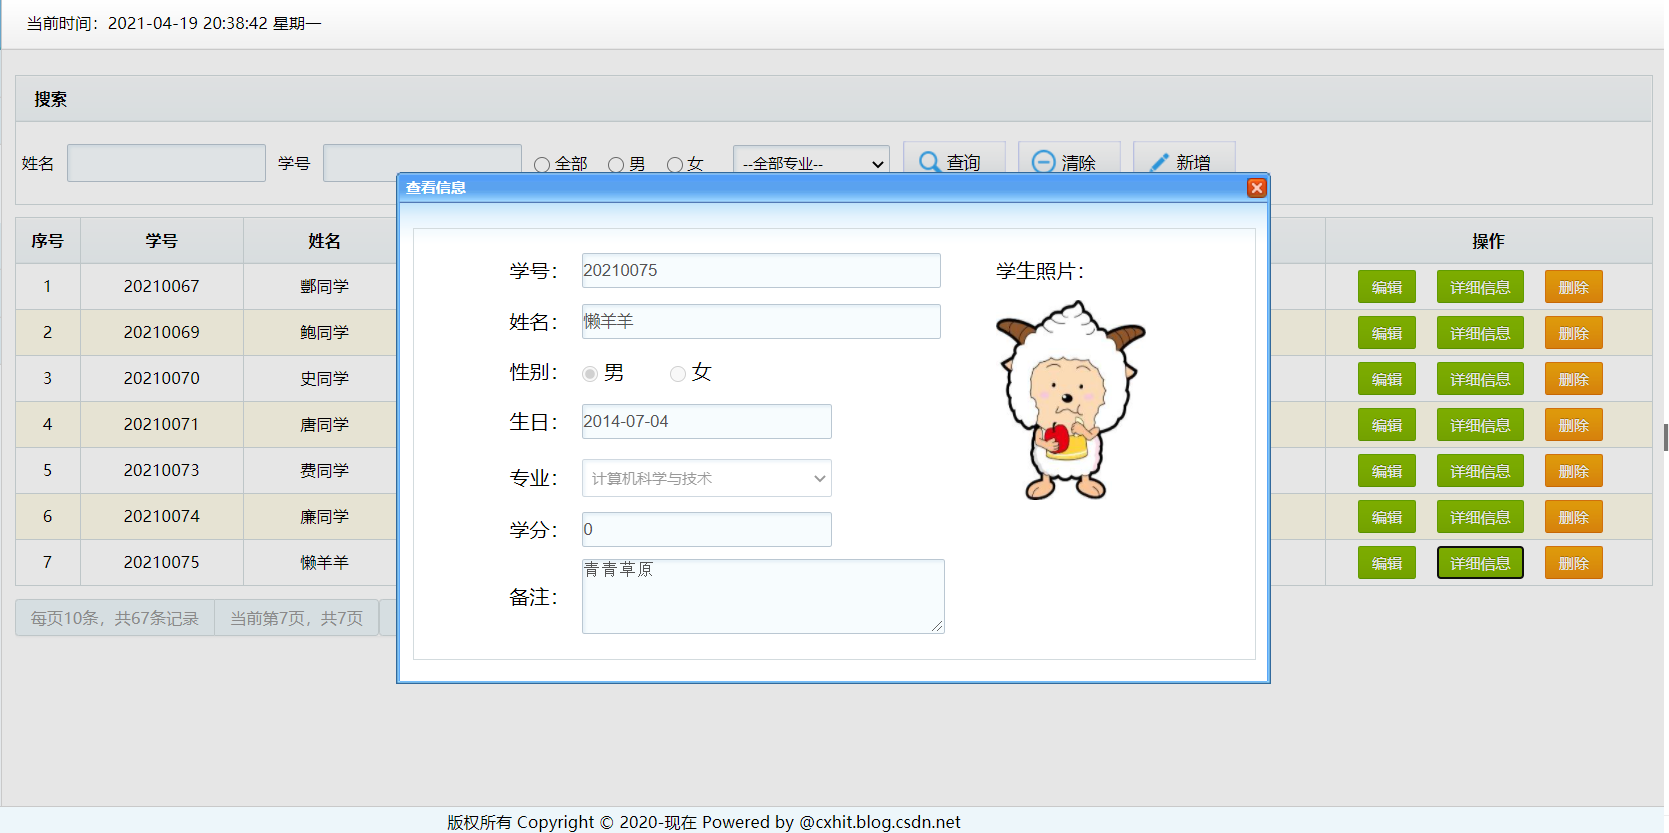 当前时间：2021-04-19 20:38:42 星期一
搜索
姓名 学号 全部 男 女 --全部专业-- 查询 清除 新增
查看信息
序号 学号 姓名 操作
1 20210067 酆同学 编辑 详细信息 删除
2 20210069 鲍同学 编辑 详细信息 删除
3 20210070 史同学 编辑 详细信息 删除
4 20210071 唐同学 编辑 详细信息 删除
5 20210073 费同学 编辑 详细信息 删除
6 20210074 廉同学 编辑 详细信息 删除
7 20210075 懒羊羊 编辑 详细信息 删除
每页10条，共67条记录 当前第7页，共7页
学号： 20210075
姓名： 懒羊羊
性别： 男 女
生日： 2014-07-04
专业： 计算机科学与技术
学分： 0
备注： 青青草原
学生照片：
版权所有 Copyright © 2020-现在 Powered by @cxhit.blog.csdn.net